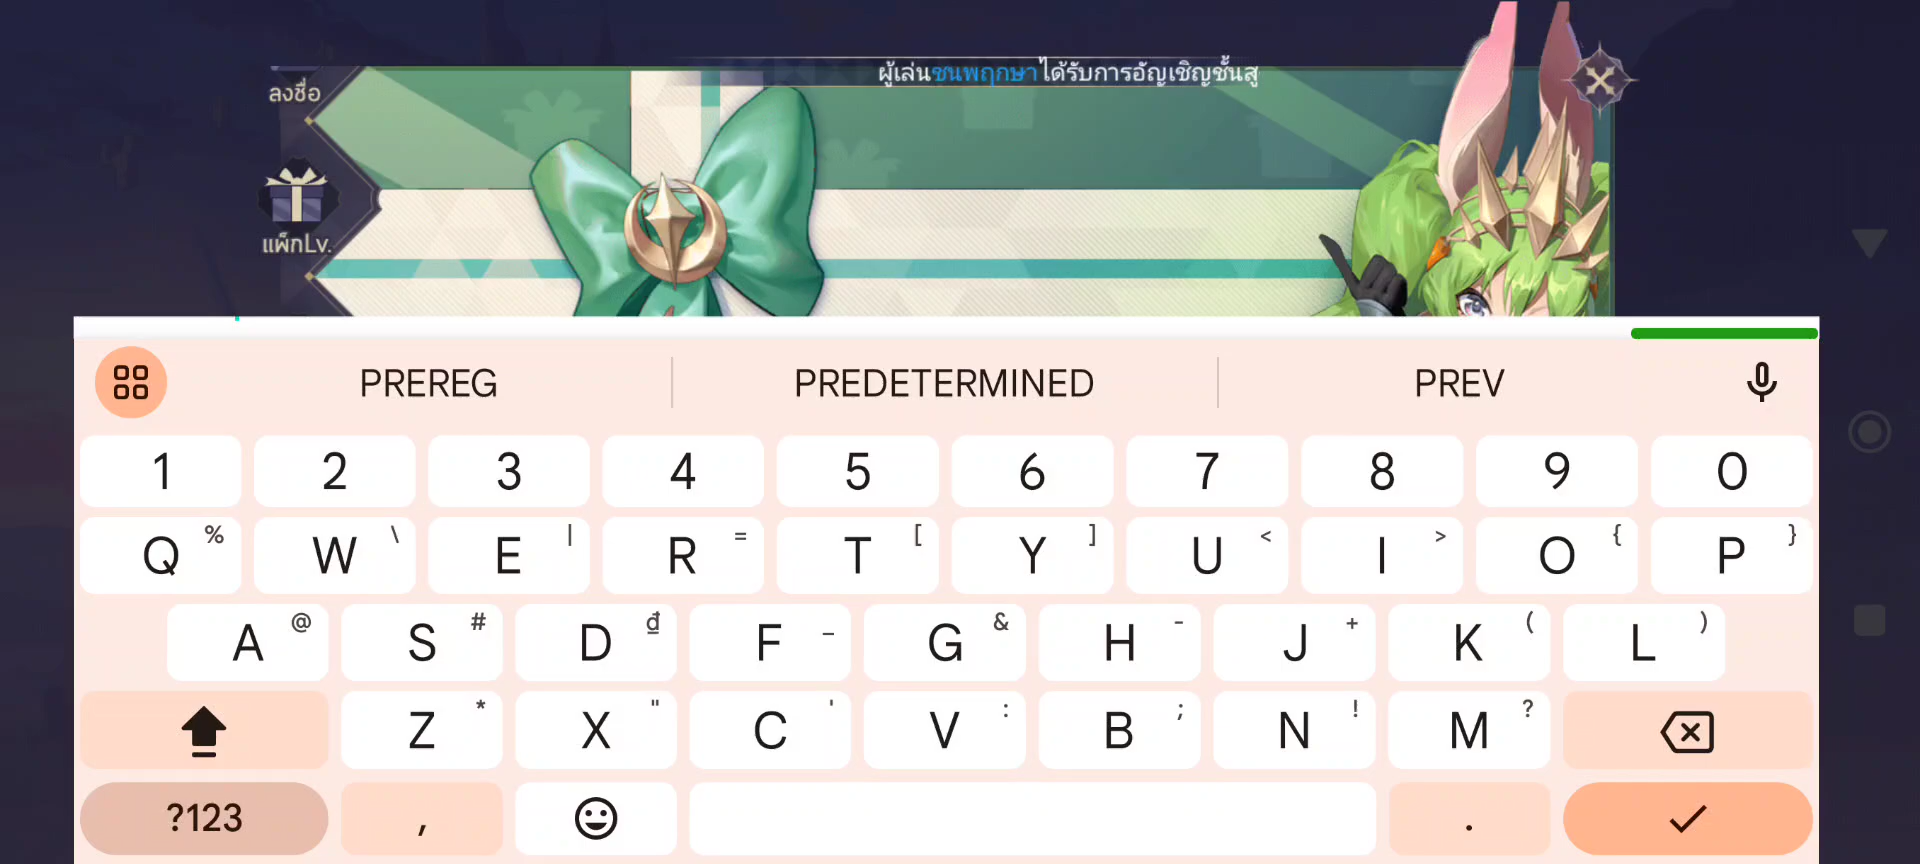 ผู้เล่นชนพฤกษาได้รับการอัญเชิญชั้นสู
ลงชื่อ
แพ็กLv.
PREREG PREDETERMINED PREV
1 2 3 4 5 6 7 8 9 0
Q % W \ E | R = T [ Y ] U < I > O { P }
A @ S # D ₫ F _ G & H - J + K ( L )
Z * X " C ' V : B ; N ! M ?
?123 , .